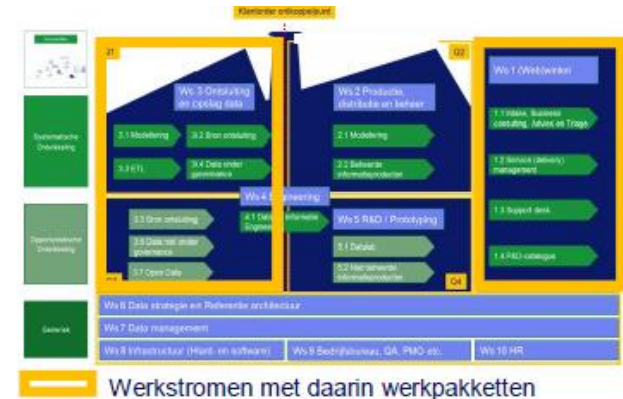 Klantorder ontkoppelpunt
Q2
Ws 3 Ontsluiting
en opslag data
Ws 2 Productie,
distributie en beheer
Ws 1 (Web)winkel
Systematische
Ontwikkeling
3.1 Modellering
3.2 Bron ontsluiting
3.3 ETL
3.4 Data onder
governance
2.1 Modellering
2.2 Beheerde
informatieproducten
1.1 Intake, Business
consulting, Advies en Triage
1.2 Service (delivery)
management
1.3 Support desk
1.4 P&D catalogue
Ws 4 Engineering
4.1 Data
Informatie
Engineer
Ws 5 R&D / Prototyping
Opportunistische
Ontwikkeling
3.5 Bron ontsluiting
3.6 Data niet onder
governance
3.7 Open Data
5.1 Datalab
5.2 Niet beheerde
informatieproducten
Q4
Generiek
Ws 6 Data strategie en Referentie architectuur
Ws 7 Data management
Ws 8 Infrastructuur (Hard- en software)
Ws 9 Bedrijfsbureau, QA, PMO etc.
Ws 10 HR
Werkstromen met daarin werkpakketten